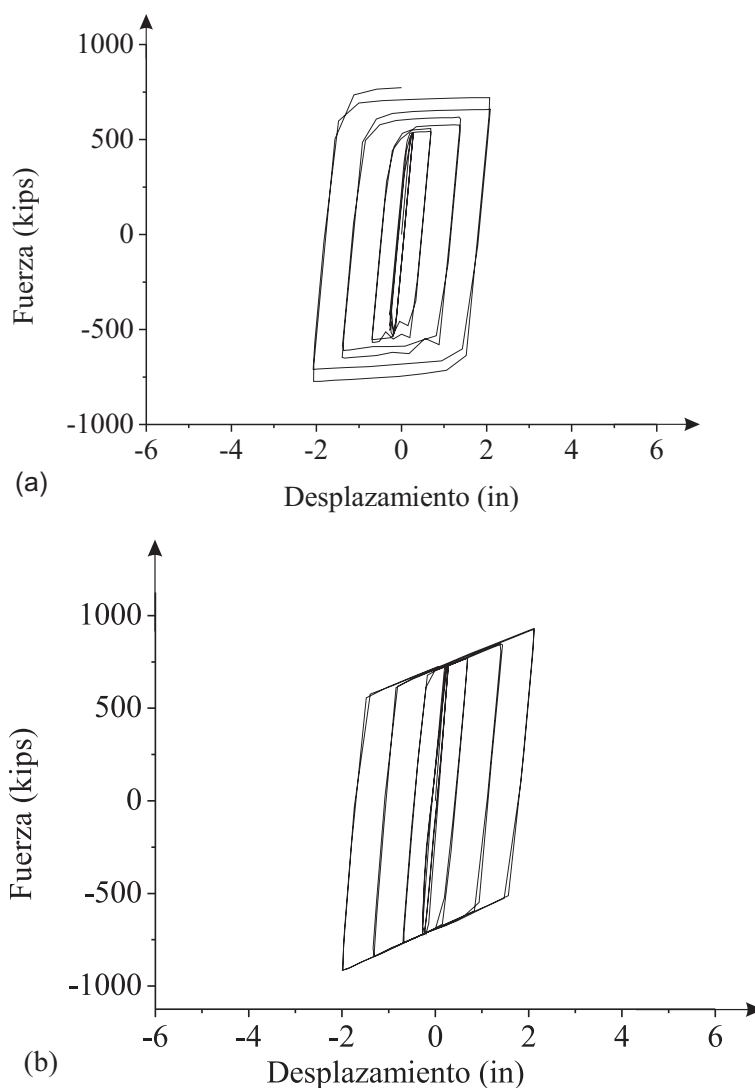 1000
500
0
-500
-1000
Fuerza (kips)
-6 -4 -2 0 2 4 6
(a)
Desplazamiento (in)
1000
500
0
-500
-1000
Fuerza (kips)
-6 -4 -2 0 2 4 6
(b)
Desplazamiento (in)